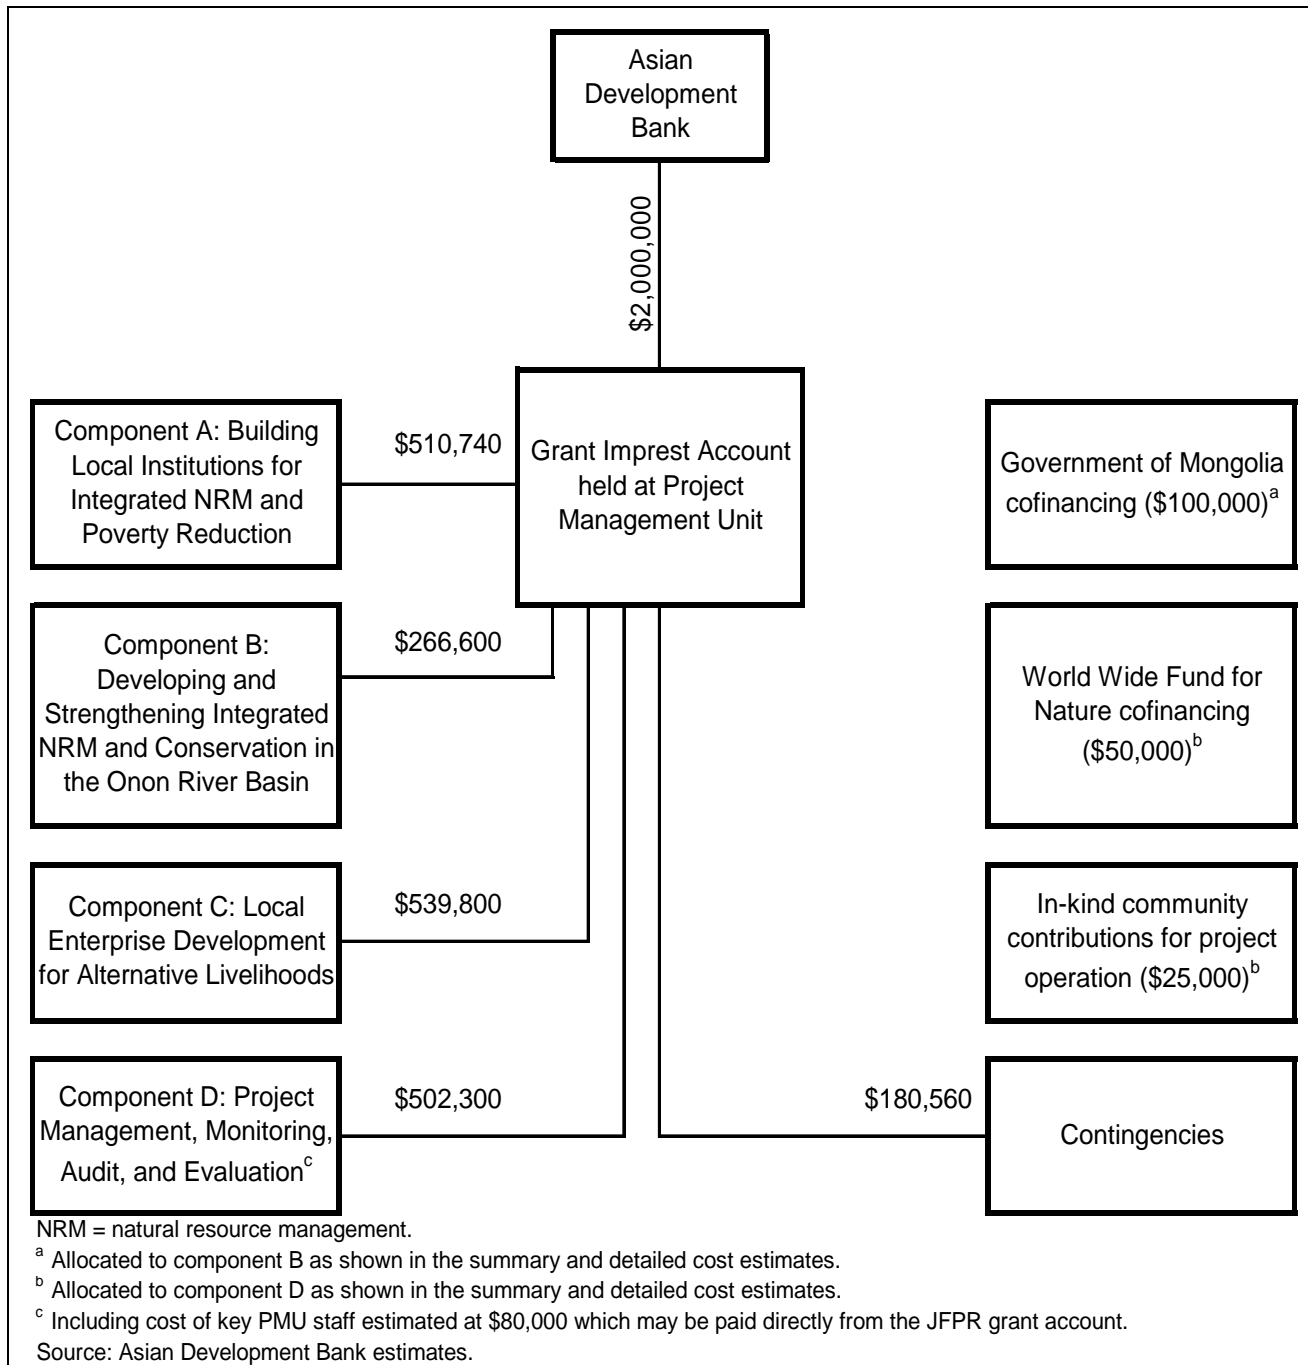 Asian
Development
Bank
$2,000,000
Component A: Building
Local Institutions for
Integrated NRM and
Poverty Reduction
$510,740
Grant Imprest Account
held at Project
Management Unit
Government of Mongolia
cofinancing ($100,000)a
Component B:
Developing and
Strengthening Integrated
NRM and Conservation in
the Onon River Basin
$266,600
World Wide Fund for
Nature cofinancing
($50,000)b
Component C: Local
Enterprise Development
for Alternative Livelihoods
$539,800
In-kind community
contributions for project
operation ($25,000)b
Component D: Project
Management, Monitoring,
Audit, and Evaluationc
$502,300
$180,560
Contingencies
NRM = natural resource management.
a Allocated to component B as shown in the summary and detailed cost estimates.
b Allocated to component D as shown in the summary and detailed cost estimates.
c Including cost of key PMU staff estimated at $80,000 which may be paid directly from the JFPR grant account.
Source: Asian Development Bank estimates.